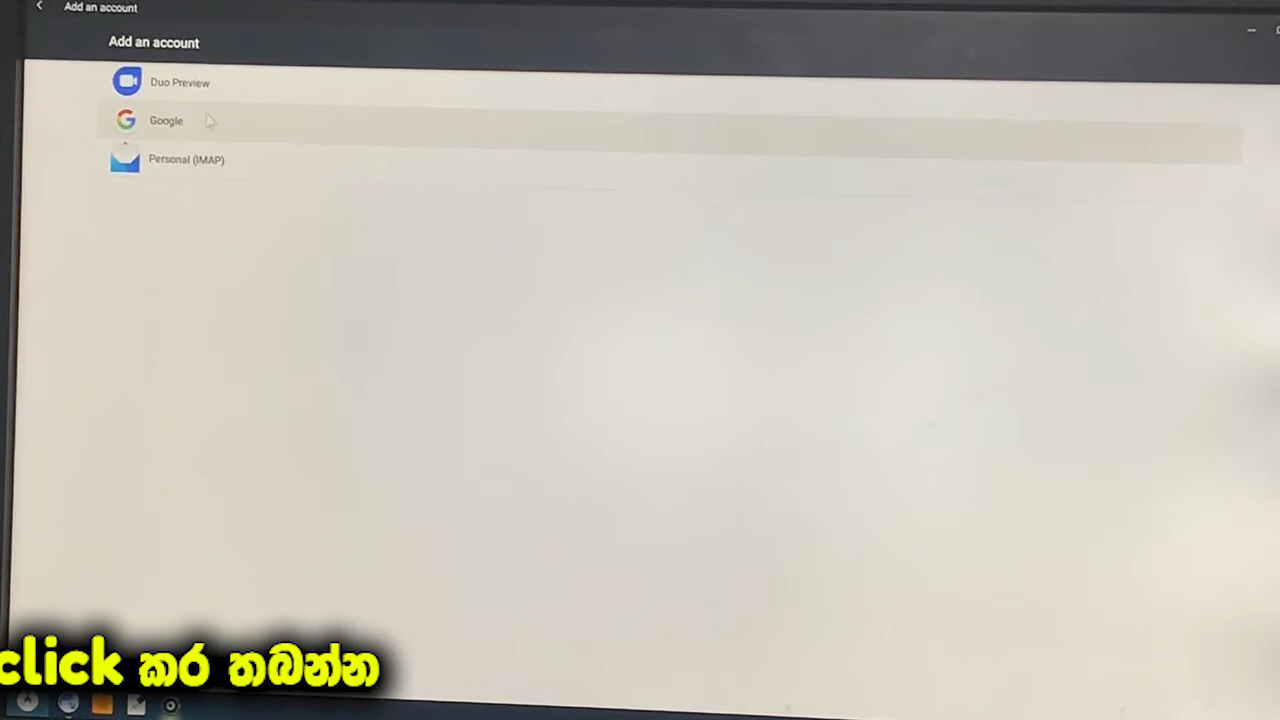 Add an account
Add an account
Duo Preview
Google
Personal (IMAP)
click කර තබන්න